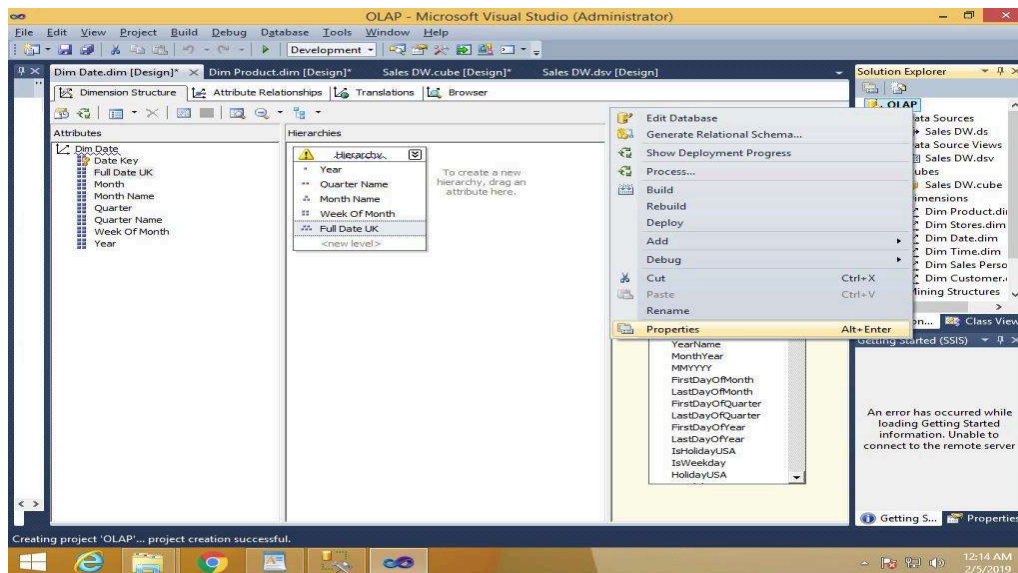 OLAP - Microsoft Visual Studio (Administrator)
File Edit View Project Build Debug Database Tools Window Help
Development
Dim Date.dim [Design]* Dim Product.dim [Design]* Sales DW.cube [Design]* Sales DW.dsv [Design]
Dimension Structure Attribute Relationships Translations Browser
Attributes
Dim Date
Date Key
Full Date UK
Month
Month Name
Quarter
Quarter Name
Week Of Month
Year
Hierarchies
Hierarchy
Year
Quarter Name
Month Name
Week Of Month
Full Date UK
<new level>
To create a new
hierarchy, drag an
attribute here.
Edit Database
Generate Relational Schema...
Show Deployment Progress
Process...
Build
Rebuild
Deploy
Add
Debug
Cut Ctrl+X
Paste Ctrl+V
Rename
Properties Alt+Enter
YearName
MonthYear
MMYYYY
FirstDayOfMonth
LastDayOfMonth
FirstDayOfQuarter
LastDayOfQuarter
FirstDayOfYear
LastDayOfYear
IsHolidayUSA
IsWeekday
HolidayUSA
Solution Explorer
OLAP
ata Sources
Sales DW.ds
ata Source Views
Sales DW.dsv
ubes
Sales DW.cube
imensions
Dim Product.di
Dim Stores.dim
Dim Date.dim
Dim Time.dim
Dim Sales Perso
Dim Customer.
Mining Structures
on... Class View
Getting Started (SSIS)
An error has occurred while
loading Getting Started
information. Unable to
connect to the remote server
Getting S... Properties
Creating project 'OLAP'... project creation successful.
12:14 AM
2/5/2019